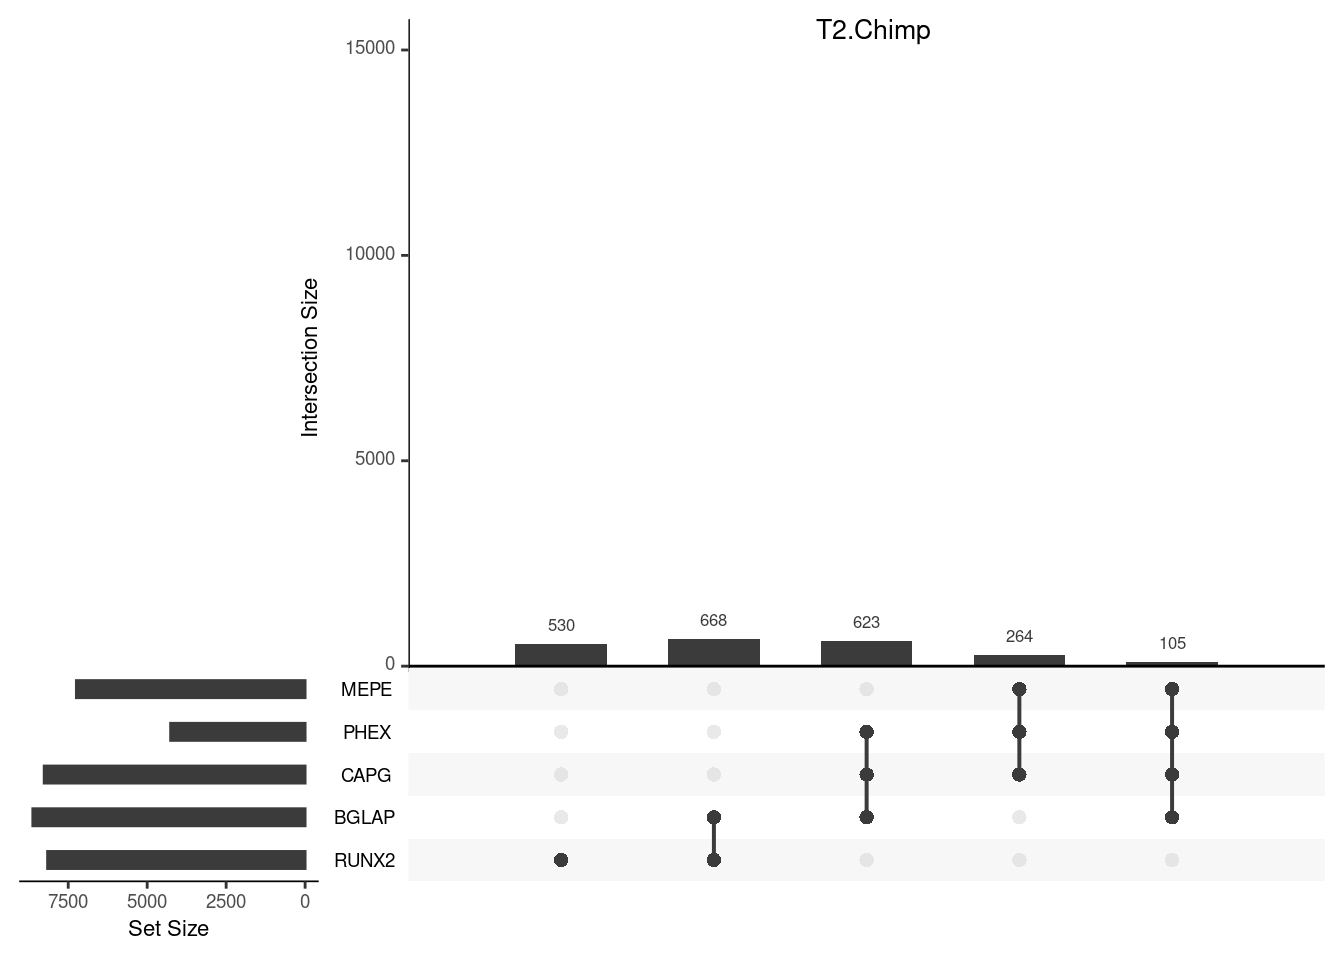 T2.Chimp
15000
10000
5000
0
Intersection Size
530
668
623
264
105
MEPE
PHEX
CAPG
BGLAP
RUNX2
7500 5000 2500 0
Set Size